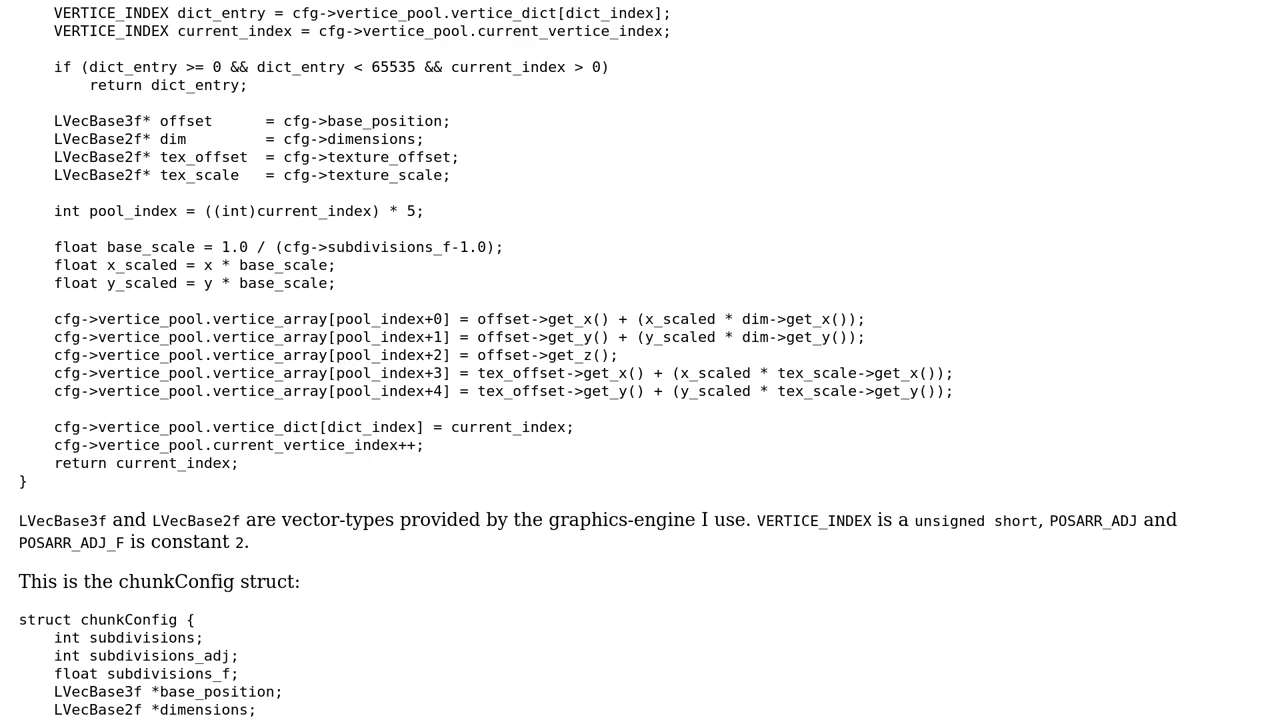 VERTICE_INDEX dict_entry = cfg->vertice_pool.vertice_dict[dict_index];
    VERTICE_INDEX current_index = cfg->vertice_pool.current_vertice_index;

    if (dict_entry >= 0 && dict_entry < 65535 && current_index > 0)
        return dict_entry;

    LVecBase3f* offset      = cfg->base_position;
    LVecBase2f* dim         = cfg->dimensions;
    LVecBase2f* tex_offset  = cfg->texture_offset;
    LVecBase2f* tex_scale   = cfg->texture_scale;

    int pool_index = ((int)current_index) * 5;

    float base_scale = 1.0 / (cfg->subdivisions_f-1.0);
    float x_scaled = x * base_scale;
    float y_scaled = y * base_scale;

    cfg->vertice_pool.vertice_array[pool_index+0] = offset->get_x() + (x_scaled * dim->get_x());
    cfg->vertice_pool.vertice_array[pool_index+1] = offset->get_y() + (y_scaled * dim->get_y());
    cfg->vertice_pool.vertice_array[pool_index+2] = offset->get_z();
    cfg->vertice_pool.vertice_array[pool_index+3] = tex_offset->get_x() + (x_scaled * tex_scale->get_x());
    cfg->vertice_pool.vertice_array[pool_index+4] = tex_offset->get_y() + (y_scaled * tex_scale->get_y());

    cfg->vertice_pool.vertice_dict[dict_index] = current_index;
    cfg->vertice_pool.current_vertice_index++;
    return current_index;
}

LVecBase3f and LVecBase2f are vector-types provided by the graphics-engine I use. VERTICE_INDEX is a unsigned short, POSARR_ADJ and
POSARR_ADJ_F is constant 2.

This is the chunkConfig struct:

struct chunkConfig {
    int subdivisions;
    int subdivisions_adj;
    float subdivisions_f;
    LVecBase3f *base_position;
    LVecBase2f *dimensions;